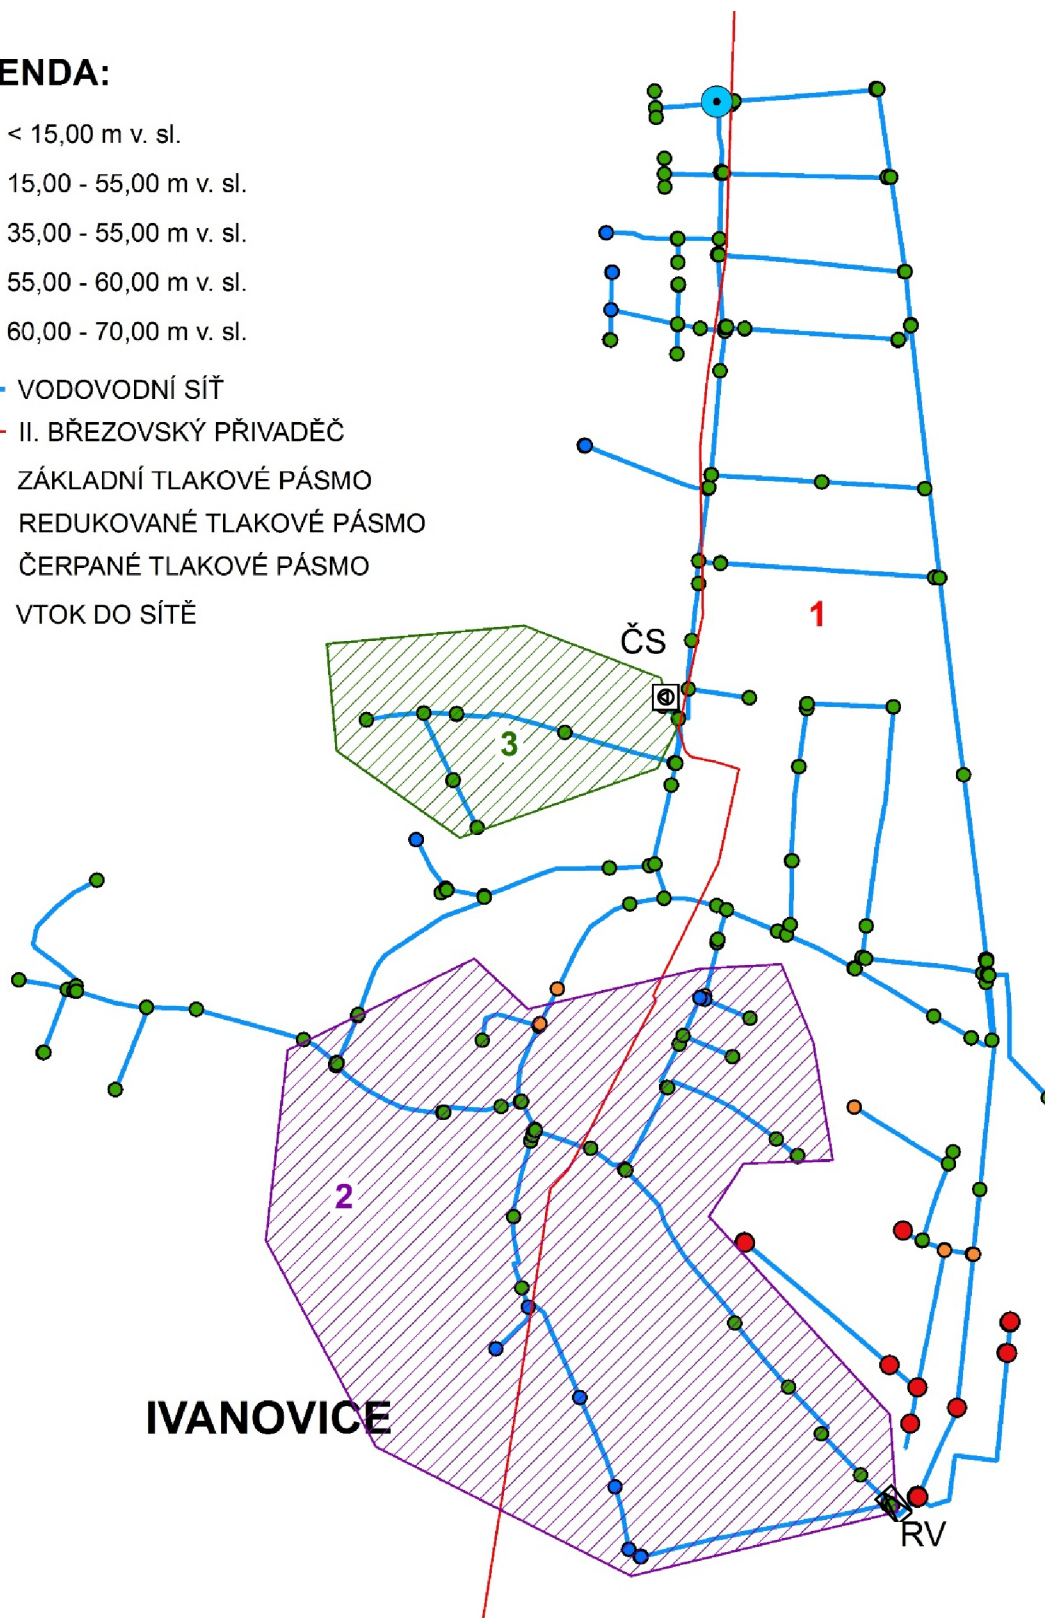 ENDA:
< 15,00 m v. sl.
15,00 - 55,00 m v. sl.
35,00 - 55,00 m v. sl.
55,00 - 60,00 m v. sl.
60,00 - 70,00 m v. sl.
VODOVODNÍ SÍŤ
II. BŘEZOVSKÝ PŘIVADĚČ
ZÁKLADNÍ TLAKOVÉ PÁSMO
REDUKOVANÉ TLAKOVÉ PÁSMO
ČERPANÉ TLAKOVÉ PÁSMO
VTOK DO SÍTĚ
1
ČS
3
2
IVANOVICE
RV